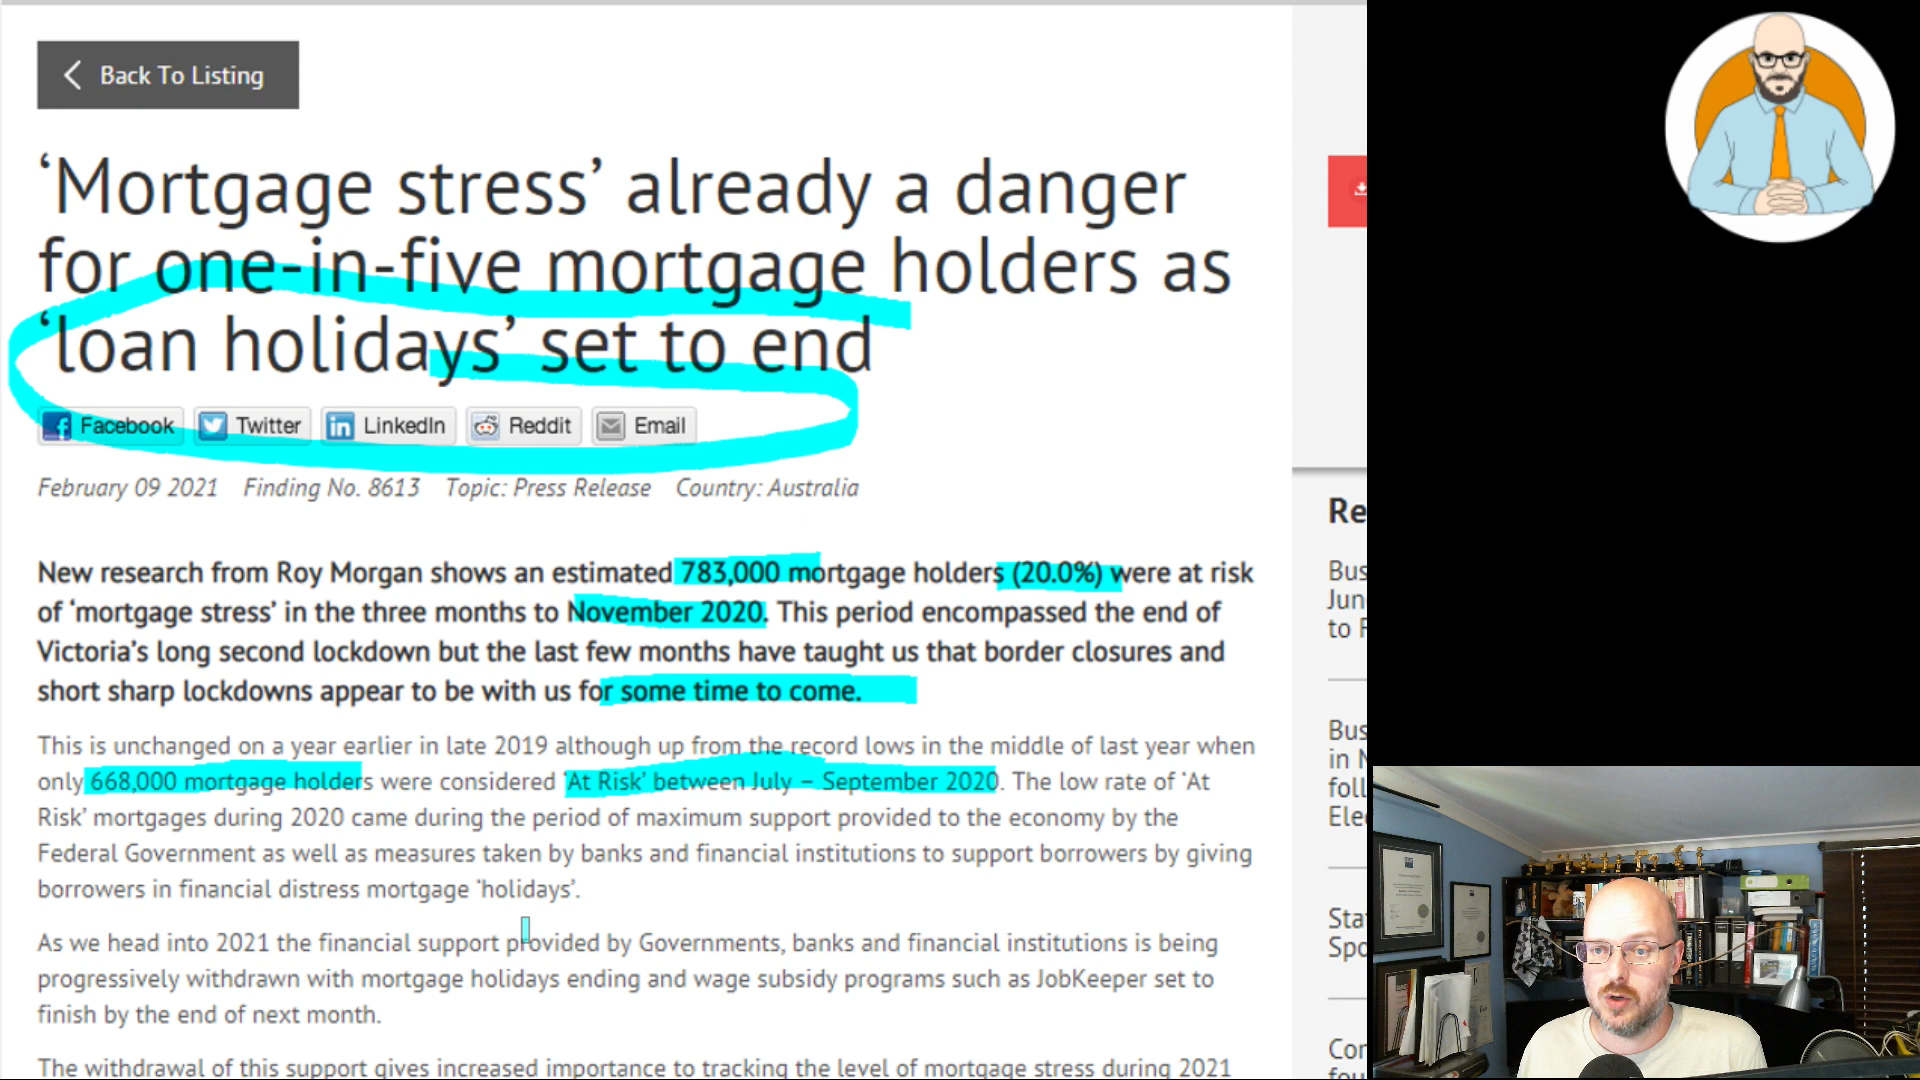 Back To Listing
‘Mortgage stress’ already a danger
for one-in-five mortgage holders as
‘loan holidays’ set to end
Facebook Twitter LinkedIn Reddit Email
February 09 2021 Finding No. 8613 Topic: Press Release Country: Australia
New research from Roy Morgan shows an estimated 783,000 mortgage holders (20.0%) were at risk
of ‘mortgage stress’ in the three months to November 2020. This period encompassed the end of
Victoria’s long second lockdown but the last few months have taught us that border closures and
short sharp lockdowns appear to be with us for some time to come.
This is unchanged on a year earlier in late 2019 although up from the record lows in the middle of last year when
only 668,000 mortgage holders were considered ‘At Risk’ between July – September 2020. The low rate of ‘At
Risk’ mortgages during 2020 came during the period of maximum support provided to the economy by the
Federal Government as well as measures taken by banks and financial institutions to support borrowers by giving
borrowers in financial distress mortgage ‘holidays’.
As we head into 2021 the financial support provided by Governments, banks and financial institutions is being
progressively withdrawn with mortgage holidays ending and wage subsidy programs such as JobKeeper set to
finish by the end of next month.
The withdrawal of this support gives increased importance to tracking the level of mortgage stress during 2021
Re
Bus
Jun
to F
Bus
in N
foll
Ele
Sta
Spo
Cor
fou